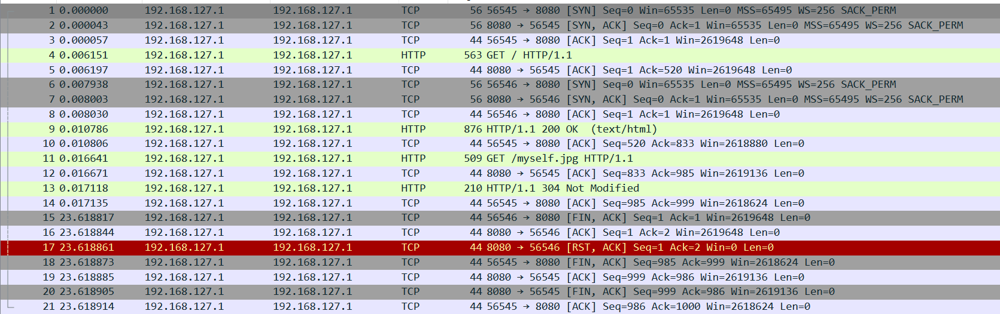 1 0.000000 192.168.127.1 192.168.127.1 TCP 56 56545 → 8080 [SYN] Seq=0 Win=65535 Len=0 MSS=65495 WS=256 SACK_PERM
2 0.000043 192.168.127.1 192.168.127.1 TCP 56 8080 → 56545 [SYN, ACK] Seq=0 Ack=1 Win=65535 Len=0 MSS=65495 WS=256 SACK_PERM
3 0.000057 192.168.127.1 192.168.127.1 TCP 44 56545 → 8080 [ACK] Seq=1 Ack=1 Win=2619648 Len=0
4 0.006151 192.168.127.1 192.168.127.1 HTTP 563 GET / HTTP/1.1
5 0.006197 192.168.127.1 192.168.127.1 TCP 44 8080 → 56545 [ACK] Seq=1 Ack=520 Win=2619648 Len=0
6 0.007938 192.168.127.1 192.168.127.1 TCP 56 56546 → 8080 [SYN] Seq=0 Win=65535 Len=0 MSS=65495 WS=256 SACK_PERM
7 0.008003 192.168.127.1 192.168.127.1 TCP 56 8080 → 56546 [SYN, ACK] Seq=0 Ack=1 Win=65535 Len=0 MSS=65495 WS=256 SACK_PERM
8 0.008030 192.168.127.1 192.168.127.1 TCP 44 56546 → 8080 [ACK] Seq=1 Ack=1 Win=2619648 Len=0
9 0.010786 192.168.127.1 192.168.127.1 HTTP 876 HTTP/1.1 200 OK  (text/html)
10 0.010806 192.168.127.1 192.168.127.1 TCP 44 56545 → 8080 [ACK] Seq=520 Ack=833 Win=2618880 Len=0
11 0.016641 192.168.127.1 192.168.127.1 HTTP 509 GET /myself.jpg HTTP/1.1
12 0.016671 192.168.127.1 192.168.127.1 TCP 44 8080 → 56545 [ACK] Seq=833 Ack=985 Win=2619136 Len=0
13 0.017118 192.168.127.1 192.168.127.1 HTTP 210 HTTP/1.1 304 Not Modified
14 0.017135 192.168.127.1 192.168.127.1 TCP 44 56545 → 8080 [ACK] Seq=985 Ack=999 Win=2618624 Len=0
15 23.618817 192.168.127.1 192.168.127.1 TCP 44 56546 → 8080 [FIN, ACK] Seq=1 Ack=1 Win=2619648 Len=0
16 23.618844 192.168.127.1 192.168.127.1 TCP 44 8080 → 56546 [ACK] Seq=1 Ack=2 Win=2619648 Len=0
17 23.618861 192.168.127.1 192.168.127.1 TCP 44 8080 → 56546 [RST, ACK] Seq=1 Ack=2 Win=0 Len=0
18 23.618873 192.168.127.1 192.168.127.1 TCP 44 56545 → 8080 [FIN, ACK] Seq=985 Ack=999 Win=2618624 Len=0
19 23.618885 192.168.127.1 192.168.127.1 TCP 44 8080 → 56545 [ACK] Seq=999 Ack=986 Win=2619136 Len=0
20 23.618905 192.168.127.1 192.168.127.1 TCP 44 8080 → 56545 [FIN, ACK] Seq=999 Ack=986 Win=2619136 Len=0
21 23.618914 192.168.127.1 192.168.127.1 TCP 44 56545 → 8080 [ACK] Seq=986 Ack=1000 Win=2618624 Len=0